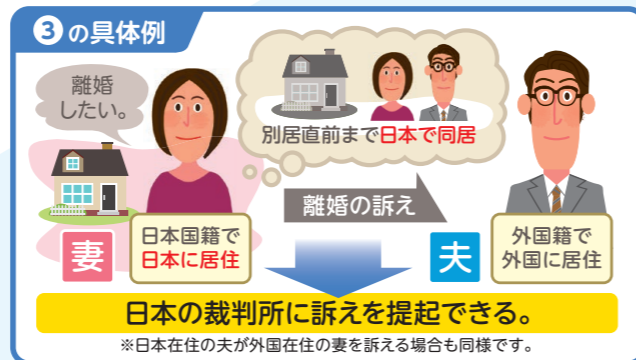 3の具体例
離婚
したい。
別居直前まで日本で同居
離婚の訴え
妻
日本国籍で
日本に居住
夫
外国籍で
外国に居住
日本の裁判所に訴えを提起できる。
※日本在住の夫が外国在住の妻を訴える場合も同様です。